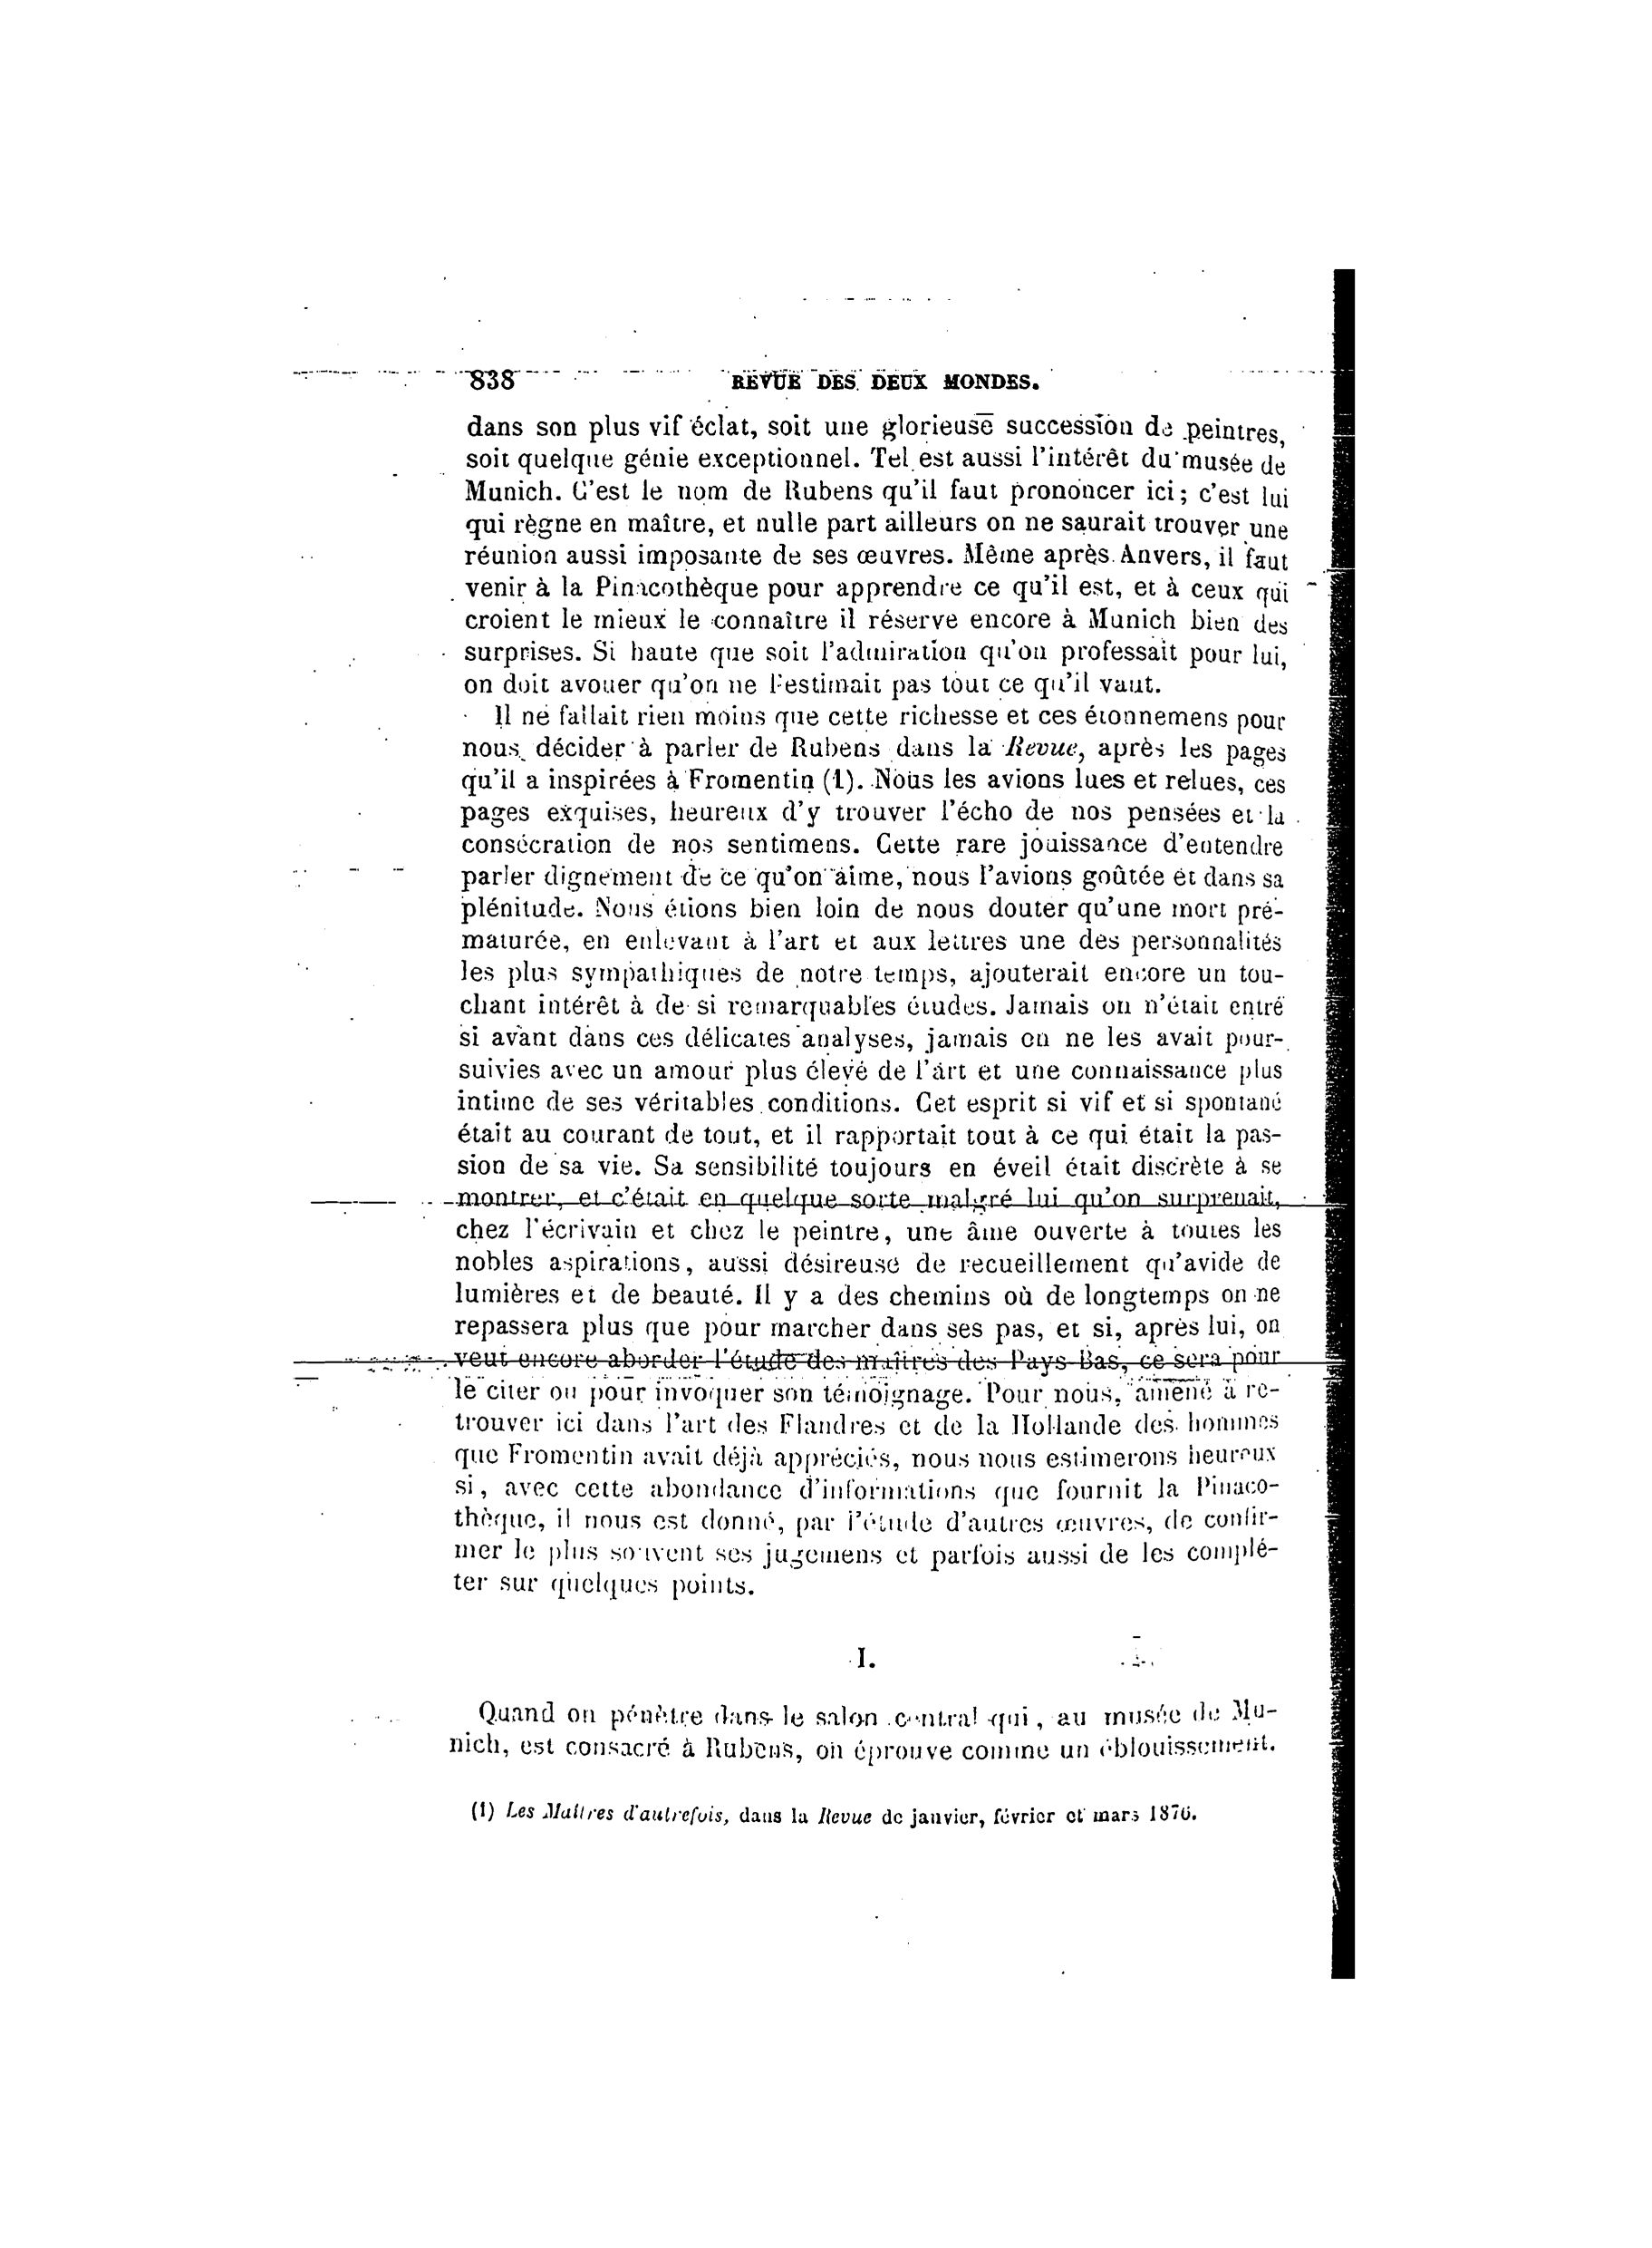 838 REVUE DES DEUX MONDES.
dans son plus vif éclat, soit une glorieuse succession de peintres,
soit quelque génie exceptionnel. Tel est aussi l'intérêt du musée de
Munich. C'est le nom de Rubens qu'il faut prononcer ici; c'est lui
qui règne en maître, et nulle part ailleurs on ne saurait trouver une
réunion aussi imposante de ses œuvres. Même après Anvers, il faut
venir à la Pinacothèque pour apprendre ce qu'il est, et à ceux qui
croient le mieux le connaître il réserve encore à Munich bien des
surprises. Si haute que soit l'admiration qu'on professait pour lui,
on doit avouer qu'on ne l'estimait pas tout ce qu'il vaut.
Il ne fallait rien moins que cette richesse et ces étonnemens pour
nous décider à parler de Rubens dans la Revue, après les pages
qu'il a inspirées à Fromentin (1). Nous les avions lues et relues, ces
pages exquises, heureux d'y trouver l'écho de nos pensées et la
consécration de nos sentimens. Cette rare jouissance d'entendre
parler dignement de ce qu'on aime, nous l'avions goûtée et dans sa
plénitude. Nous étions bien loin de nous douter qu'une mort pré-
maturée, en enlevant à l'art et aux lettres une des personnalités
les plus sympathiques de notre temps, ajouterait encore un tou-
chant intérêt à de si remarquables études. Jamais on n'était entré
si avant dans ces délicates analyses, jamais on ne les avait pour-
suivies avec un amour plus élevé de l'art et une connaissance plus
intime de ses véritables conditions. Cet esprit si vif et si spontané
était au courant de tout, et il rapportait tout à ce qui était la pas-
sion de sa vie. Sa sensibilité toujours en éveil était discrète à se
montrer, et c'était en quelque sorte malgré lui qu'on surprenait,
chez l'écrivain et chez le peintre, une âme ouverte à toutes les
nobles aspirations, aussi désireuse de recueillement qu'avide de
lumières et de beauté. Il y a des chemins où de longtemps on ne
repassera plus que pour marcher dans ses pas, et si, après lui, on
veut encore aborder l'étude des maîtres des Pays-Bas, ce sera pour
le citer ou pour invoquer son témoignage. Pour nous, amené à re-
trouver ici dans l'art des Flandres et de la Hollande des hommes
que Fromentin avait déjà appréciés, nous nous estimerons heureux
si, avec cette abondance d'informations que fournit la Pinaco-
thèque, il nous est donné, par l'étude d'autres œuvres, de confir-
mer le plus souvent ses jugemens et parfois aussi de les complé-
ter sur quelques points.
I.
Quand on pénètre dans le salon central qui, au musée de Mu-
nich, est consacré à Rubens, on éprouve comme un éblouissement.
(1) Les Maîtres d'autrefois, dans la Revue de janvier, février et mars 1876.